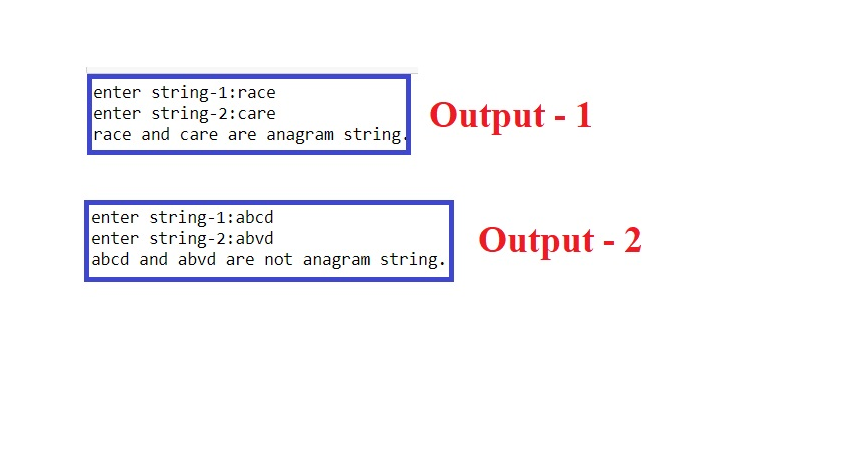 enter string-1:race
enter string-2:care
race and care are anagram string.
Output - 1
enter string-1:abcd
enter string-2:abvd
abcd and abvd are not anagram string.
Output - 2